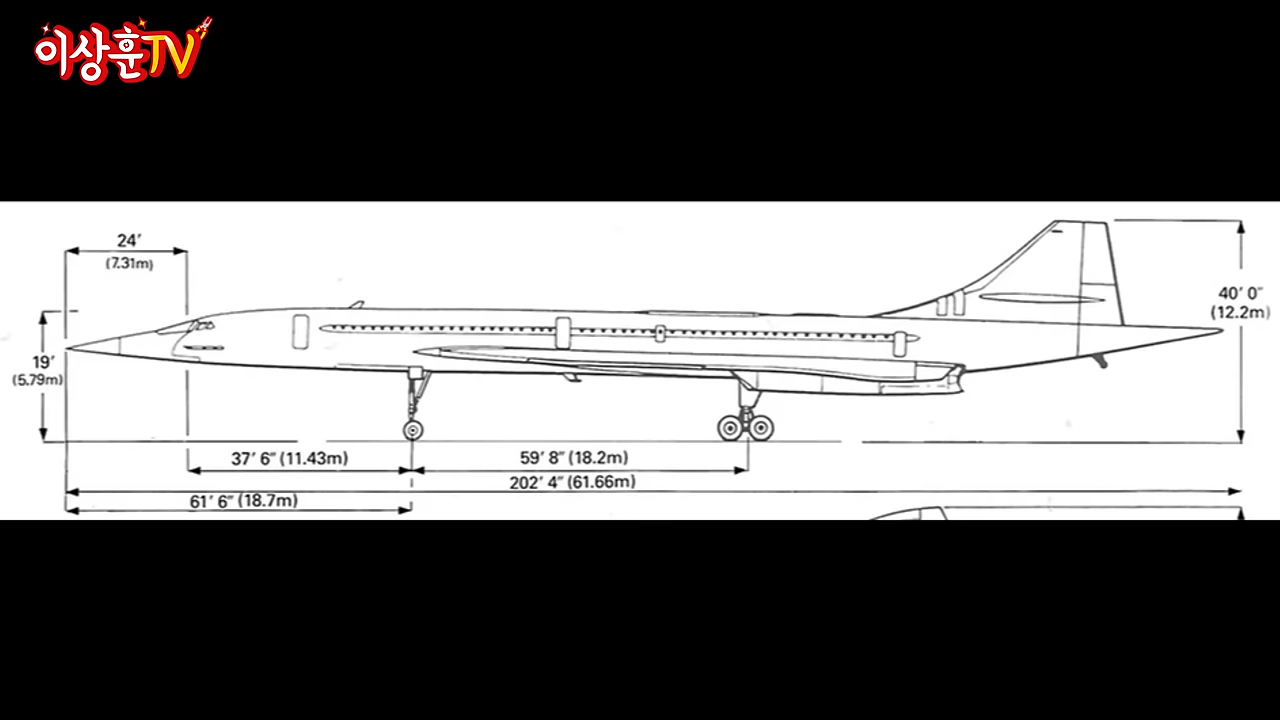 이상훈TV
24′
(7.31m)
40′ 0″
(12.2m)
19′
(5.79m)
37′ 6″ (11.43m)
59′ 8″ (18.2m)
202′ 4″ (61.66m)
61′ 6″ (18.7m)